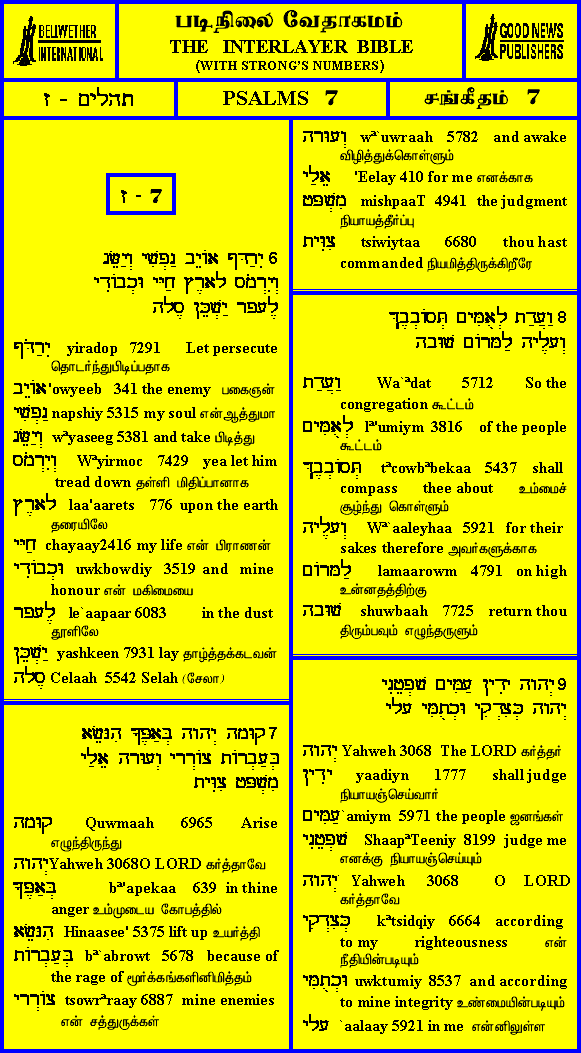 BELLWETHER
INTERNATIONAL
படிநிலை வேதாகமம்
THE INTERLAYER BIBLE
(WITH STRONG'S NUMBERS)
GOOD NEWS
PUBLISHERS
תהלים - ז
PSALMS 7
சங்கீதம் 7
ז - 7
6 יִרַדֹּף אוֹיֵב נַפְשִׁי וְיַשֵּׂג
וְיִרְמֹס לָאָרֶץ חַיָּי וּכְבוֹדִי
לֶעָפָר יַשְׁכֵּן סֶלָה
יִרַדֹּף yiradop 7291 Let persecute
தொடர்ந்துபிடிப்பதாக
אוֹיֵב 'owyeeb 341 the enemy பகைஞன்
נַפְשִׁי napshiy 5315 my soul என்ஆத்துமா
וְיַשֵּׂג wªyaseeg 5381 and take பிடித்து
וְיִרְמֹס Wªyirmoc 7429 yea let him
tread down தள்ளி மிதிப்பானாக
לָאָרֶץ laa'aarets 776 upon the earth
தரையிலே
חַיָּי chayaay2416 my life என் பிராணன்
וּכְבוֹדִי uwkbowdiy 3519 and mine
honour என் மகிமையை
לֶעָפָר le`aapaar 6083 in the dust
தூளிலே
יַשְׁכֵּן yashkeen 7931 lay தாழ்த்தக்கடவன்
סֶלָה Celaah 5542 Selah (சேலா)
7 קוּמָה יְהוָה בְּאַפֶּךָ הִנָּשֵׂא
בְּעַבְרוֹת צוֹרְרָי וְעוּרָה אֵלַי
מִשְׁפָּט צִוִּיתָ
קוּמָה Quwmaah 6965 Arise
எழுந்திருந்து
יְהוָה Yahweh 3068O LORD கர்த்தாவே
בְּאַפֶּךָ bª'apekaa 639 in thine
anger உம்முடைய கோபத்தில்
הִנָּשֵׂא Hinaasee' 5375 lift up உயர்த்தி
בְּעַבְרוֹת bª`abrowt 5678 because of
the rage of மூர்க்கங்களினிமித்தம்
צוֹרְרָי tsowrªraay 6887 mine enemies
என் சத்துருக்கள்
וְעוּרָה wª`uwraah 5782 and awake
விழித்துக்கொள்ளும்
אֵלַי 'Eelay 410 for me எனக்காக
מִשְׁפָּט mishpaaT 4941 the judgment
நியாயத்தீர்ப்பு
צִוִּיתָ tsiwiytaa 6680 thou hast
commanded நியமித்திருக்கிறீரே
8 וַעֲדַת לְאֻמִּים תְּסוֹבְבֶךָּ
וְעָלֶיהָ לַמָּרוֹם שׁוּבָה
וַעֲדַת Wa`ªdat 5712 So the
congregation கூட்டம்
לְאֻמִּים lª'umiym 3816 of the people
கூட்டம்
תְּסוֹבְבֶךָּ tªcowbªbekaa 5437 shall
compass thee about உம்மைச்
சூழ்ந்து கொள்ளும்
וְעָלֶיהָ Wª`aaleyhaa 5921 for their
sakes therefore அவர்களுக்காக
לַמָּרוֹם lamaarowm 4791 on high
உன்னதத்திற்கு
שׁוּבָה shuwbaah 7725 return thou
திரும்பவும் எழுந்தருளும்
9 יְהוָה יָדִין עַמִּים שָׁפְטֵנִי
יְהוָה כְּצִדְקִי וּכְתֻמִּי עָלָי
יְהוָה Yahweh 3068 The LORD கர்த்தர்
יָדִין yaadiyn 1777 shall judge
நியாயஞ்செய்வார்
עַמִּים `amiym 5971 the people ஜனங்கள்
שָׁפְטֵנִי ShaapªTeeniy 8199 judge me
எனக்கு நியாயஞ்செய்யும்
יְהוָה Yahweh 3068 O LORD
கர்த்தாவே
כְּצִדְקִי kªtsidqiy 6664 according
to my righteousness என்
நீதியின்படியும்
וּכְתֻמִּי uwktumiy 8537 and according
to mine integrity உண்மையின்படியும்
עָלָי `aalaay 5921 in me என்னிலுள்ள